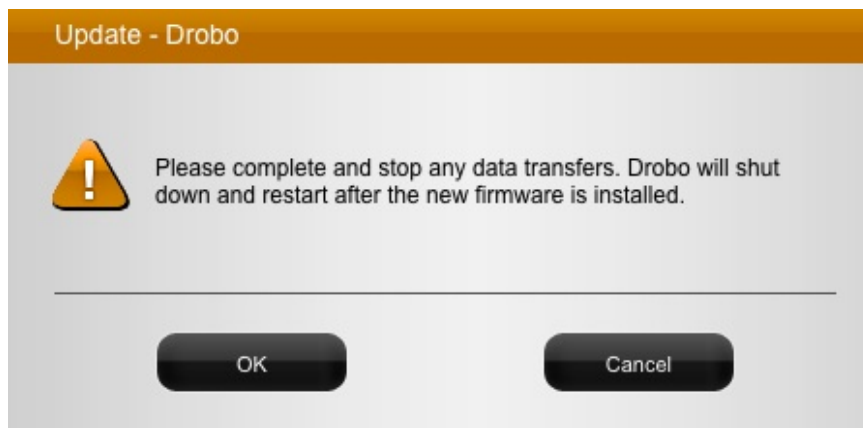 Update - Drobo
Please complete and stop any data transfers. Drobo will shut
down and restart after the new firmware is installed.
OK
Cancel